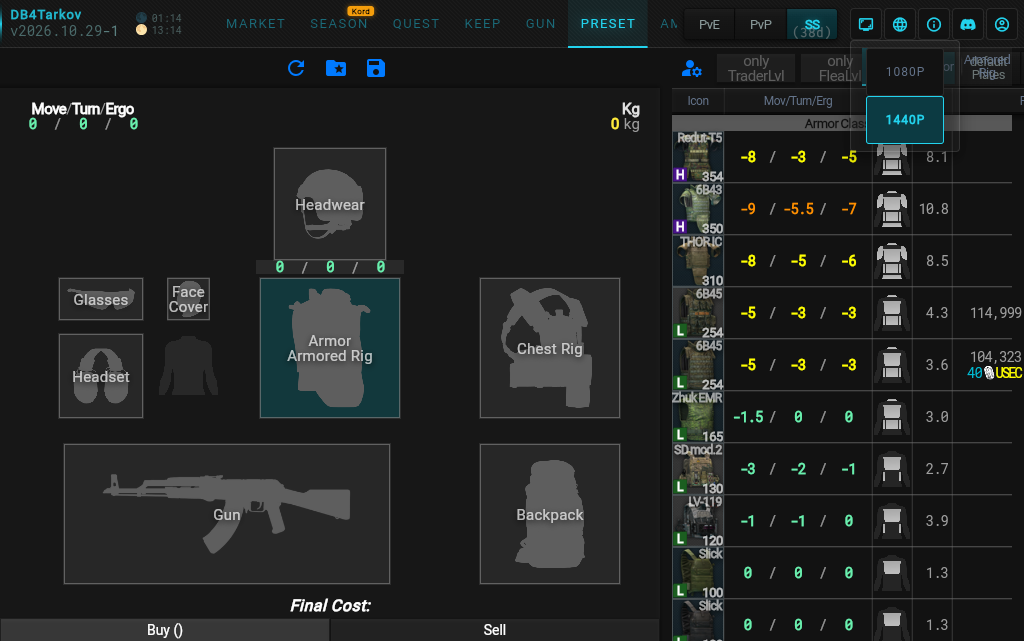 DB4Tarkov
v2026.10.29-1
01:14
13:14
MARKET
SEASON
Kord
QUEST
KEEP
GUN
PRESET
AM
PvE
PvP
SS
(38d)
1080P
1440P
only
TraderLvl
only
FleaLvl
or
default
Plates
Armored
Rig
Move/Turn/Ergo
0 / 0 / 0
Kg
0 kg
Headwear
0 / 0 / 0
Glasses
Face
Cover
Headset
Armor
Armored Rig
Chest Rig
Gun
Backpack
Final Cost:
Buy ()
Sell
Icon
Mov/Turn/Erg
Armor Clas
Redut-T5
H
354
-8 / -3 / -5
8.1
6B43
H
350
-9 / -5.5 / -7
10.8
THOR IC
310
-8 / -5 / -6
8.5
6B45
L
254
-5 / -3 / -3
4.3
114,999
6B45
L
254
-5 / -3 / -3
3.6
104,323
40 USEC
Zhuk EMR
L
165
-1.5 / 0 / 0
3.0
SD mod.2
L
130
-3 / -2 / -1
2.7
LV-119
L
120
-1 / -1 / 0
3.9
Slick
L
100
0 / 0 / 0
1.3
Slick
0 / 0 / 0
1.3